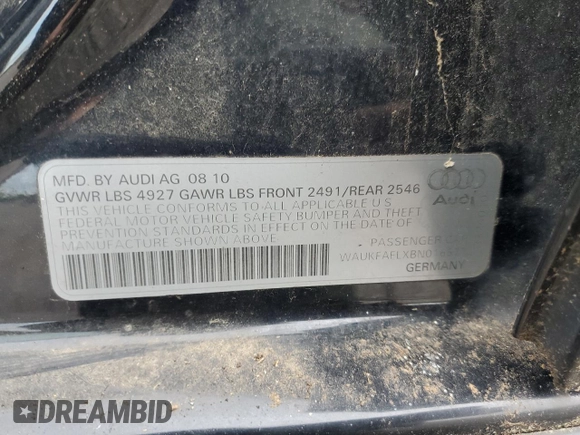 MFD. BY AUDI AG 08 10
GVWR LBS 4927 GAWR LBS FRONT 2491/REAR 2546
THIS VEHICLE CONFORMS TO ALL APPLICABLE U S
FEDERAL MOTOR VEHICLE SAFETY BUMPER AND THEFT
PREVENTION STANDARDS IN EFFECT ON THE DATE OF
MANUFACTURE SHOWN ABOVE
Audi
PASSENGER
GERMANY
DREAMBID